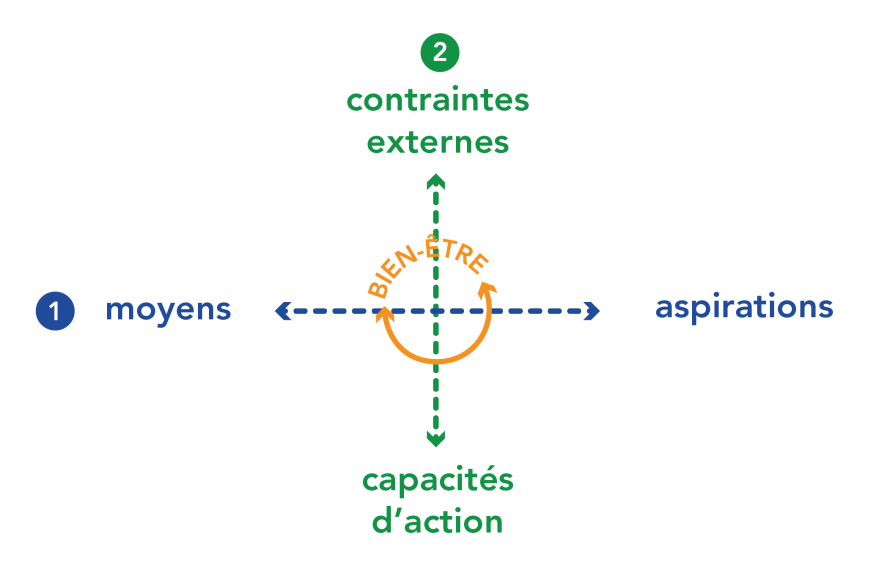 2
contraintes
externes
BIEN-ÊTRE
1 moyens
aspirations
capacités
d’action